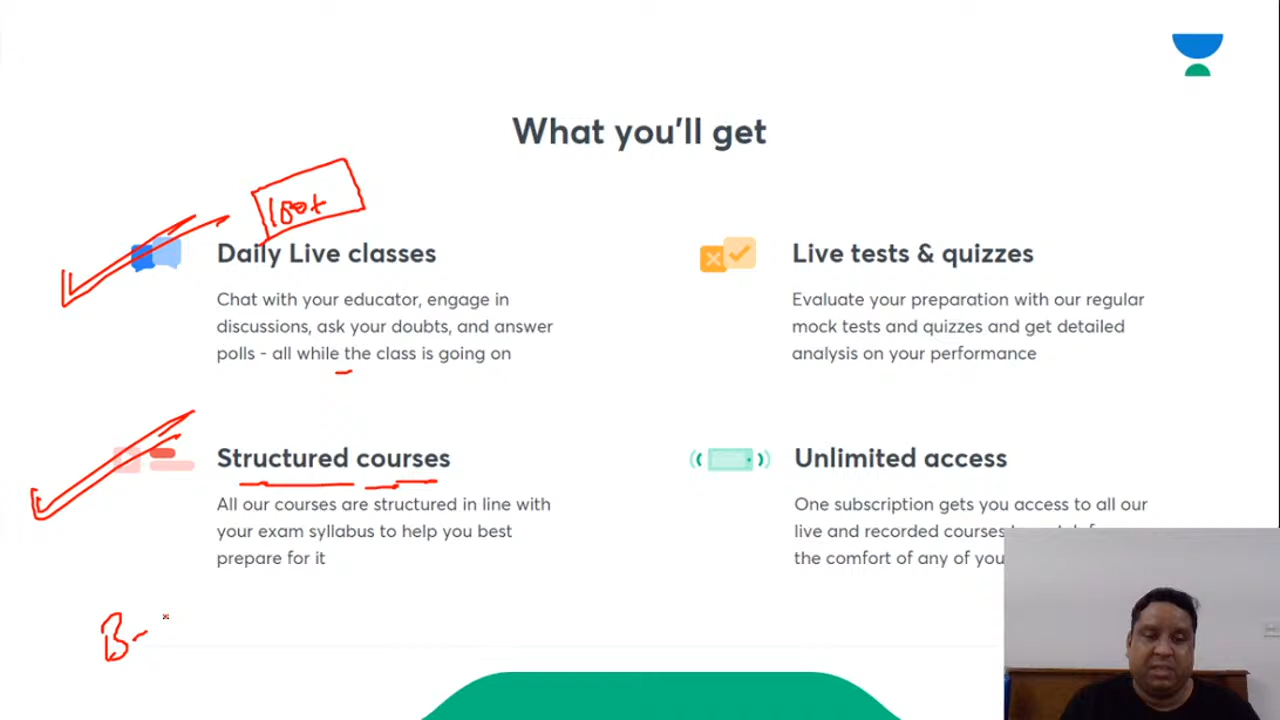 What you'll get
100+
Daily Live classes
Chat with your educator, engage in
discussions, ask your doubts, and answer
polls - all while the class is going on
Live tests & quizzes
Evaluate your preparation with our regular
mock tests and quizzes and get detailed
analysis on your performance
Structured courses
All our courses are structured in line with
your exam syllabus to help you best
prepare for it
Unlimited access
One subscription gets you access to all our
live and recorded courses
the comfort of any of you
B-